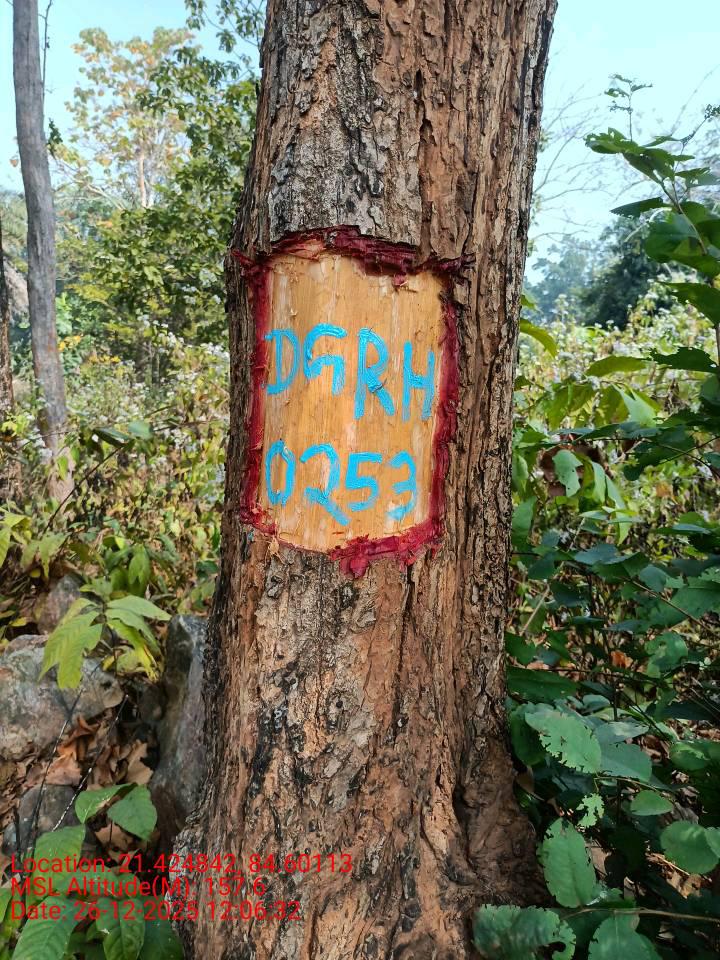 DGRH
0253
Location: 21.424842, 84.60113
MSL Altitude(M): 157.6
Date: 26-12-2025 12:06:32